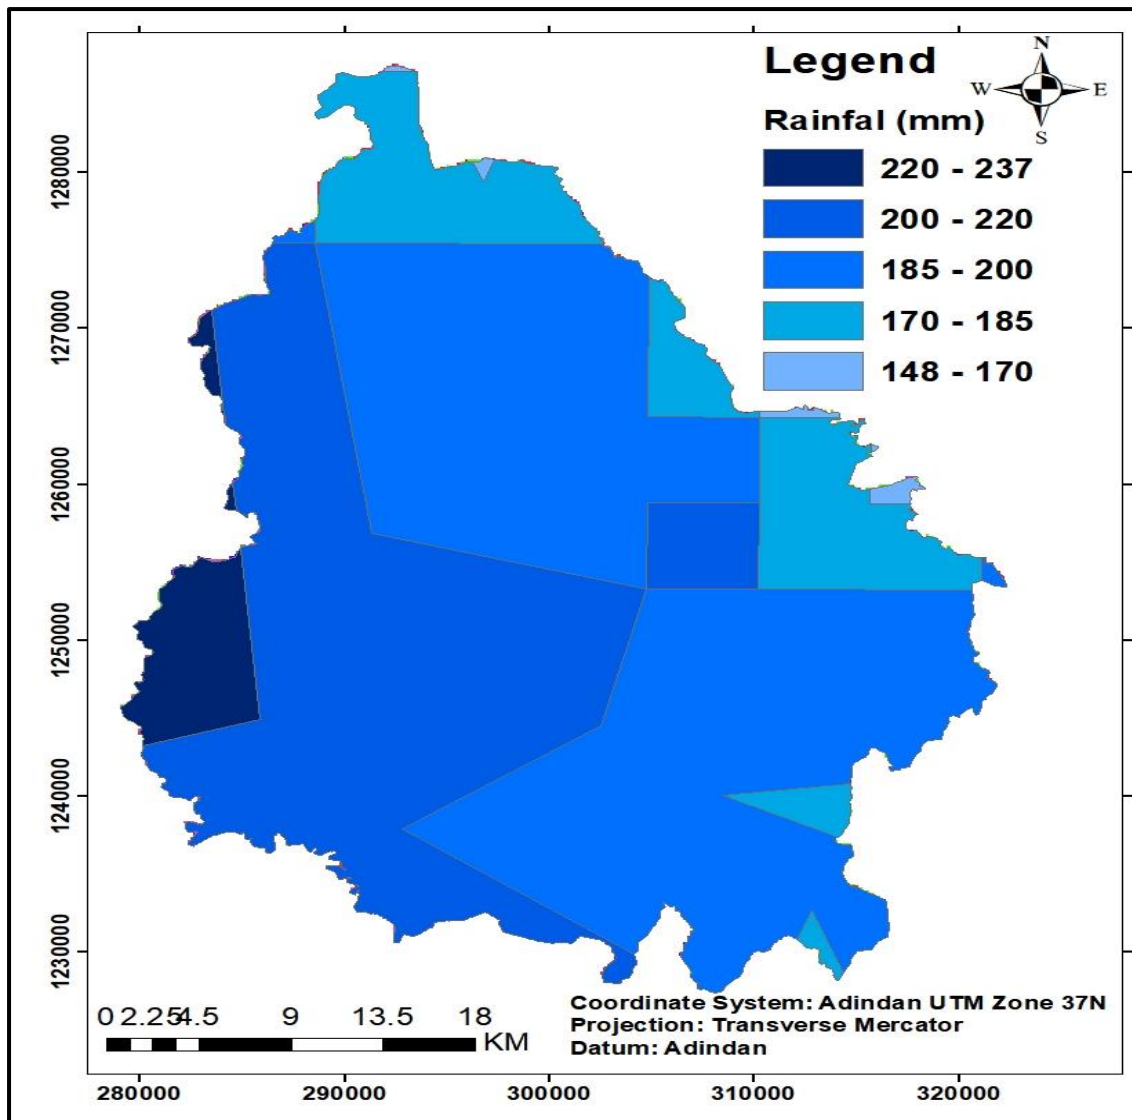 Legend
N
W
E
S
Rainfal (mm)
220 - 237
200 - 220
185 - 200
170 - 185
148 - 170
1280000
1270000
1260000
1250000
1240000
1230000
0 2.25 4.5 9 13.5 18
KM
Coordinate System: Adindan UTM Zone 37N
Projection: Transverse Mercator
Datum: Adindan
280000 290000 300000 310000 320000